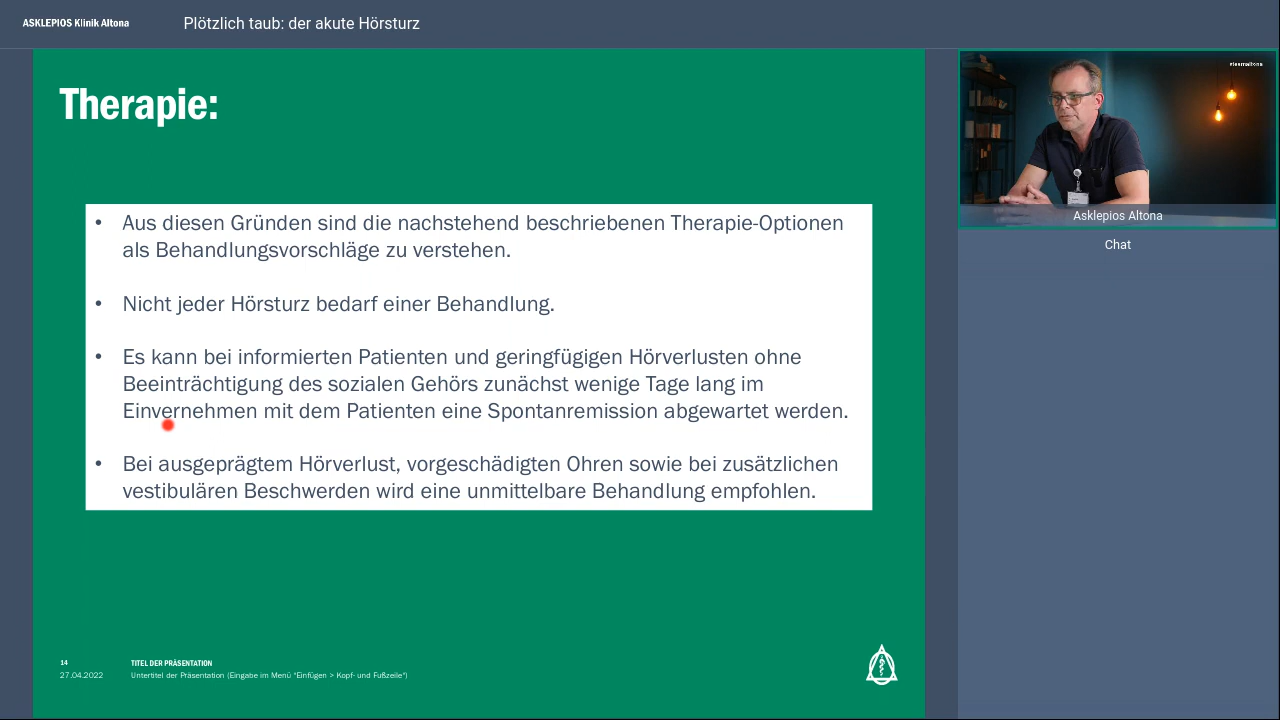 ASKLEPIOS Klinik Altona
Plötzlich taub: der akute Hörsturz
Therapie:
• Aus diesen Gründen sind die nachstehend beschriebenen Therapie-Optionen
als Behandlungsvorschläge zu verstehen.
• Nicht jeder Hörsturz bedarf einer Behandlung.
• Es kann bei informierten Patienten und geringfügigen Hörverlusten ohne
Beeinträchtigung des sozialen Gehörs zunächst wenige Tage lang im
Einvernehmen mit dem Patienten eine Spontanremission abgewartet werden.
• Bei ausgeprägtem Hörverlust, vorgeschädigten Ohren sowie bei zusätzlichen
vestibulären Beschwerden wird eine unmittelbare Behandlung empfohlen.
14
TITEL DER PRÄSENTATION
27.04.2022
Untertitel der Präsentation (Eingabe im Menü "Einfügen > Kopf- und Fußzeile")
#teamaltona
Asklepios Altona
Chat